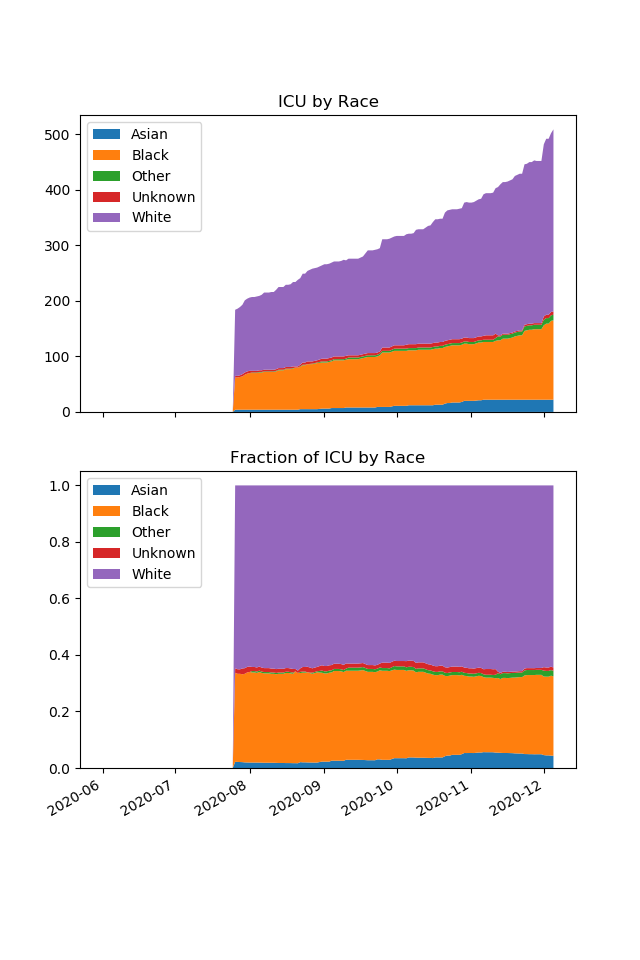 ICU by Race
500
400
300
200
100
0
Asian
Black
Other
Unknown
White
Fraction of ICU by Race
1.0
0.8
0.6
0.4
0.2
0.0
Asian
Black
Other
Unknown
White
2020-06
2020-07
2020-08
2020-09
2020-10
2020-11
2020-12